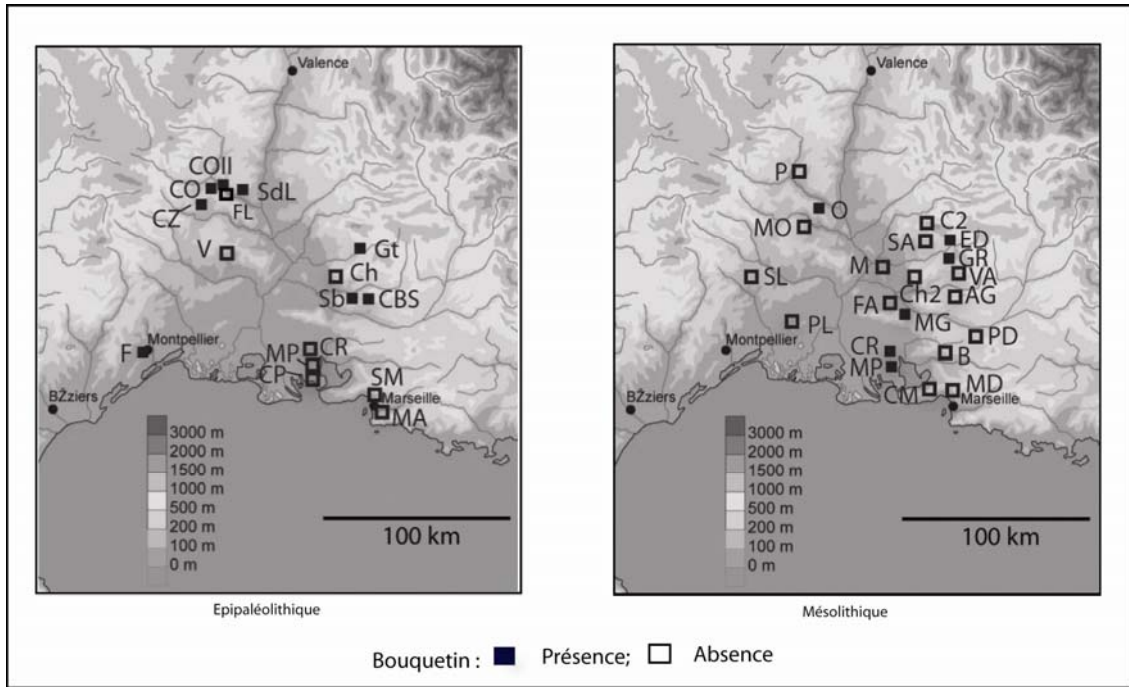 Valence
COII
CO
SdL
CZ
FL
V
Gt
Ch
Sb
CBS
Montpellier
F
CR
MP
CP
SM
Marseille
MA
BŽziers
3000 m
2000 m
1500 m
1000 m
500 m
200 m
100 m
0 m
100 km
Epipaléolithique
Valence
P
O
MO
C2
SA
ED
GR
M
VA
SL
Ch2
AG
FA
MG
PL
PD
CR
B
Montpellier
MP
CM
MD
Marseille
BŽziers
3000 m
2000 m
1500 m
1000 m
500 m
200 m
100 m
0 m
100 km
Mésolithique
Bouquetin : Présence; Absence